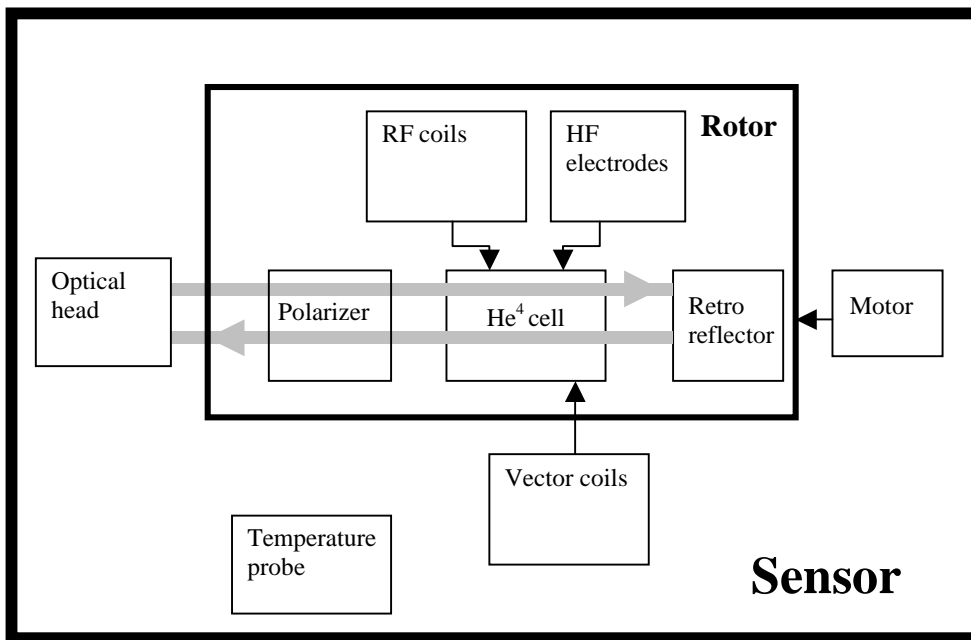 RF coils
HF
electrodes
Rotor
Optical
head
Polarizer
He⁴ cell
Retro
reflector
Motor
Vector coils
Temperature
probe
Sensor